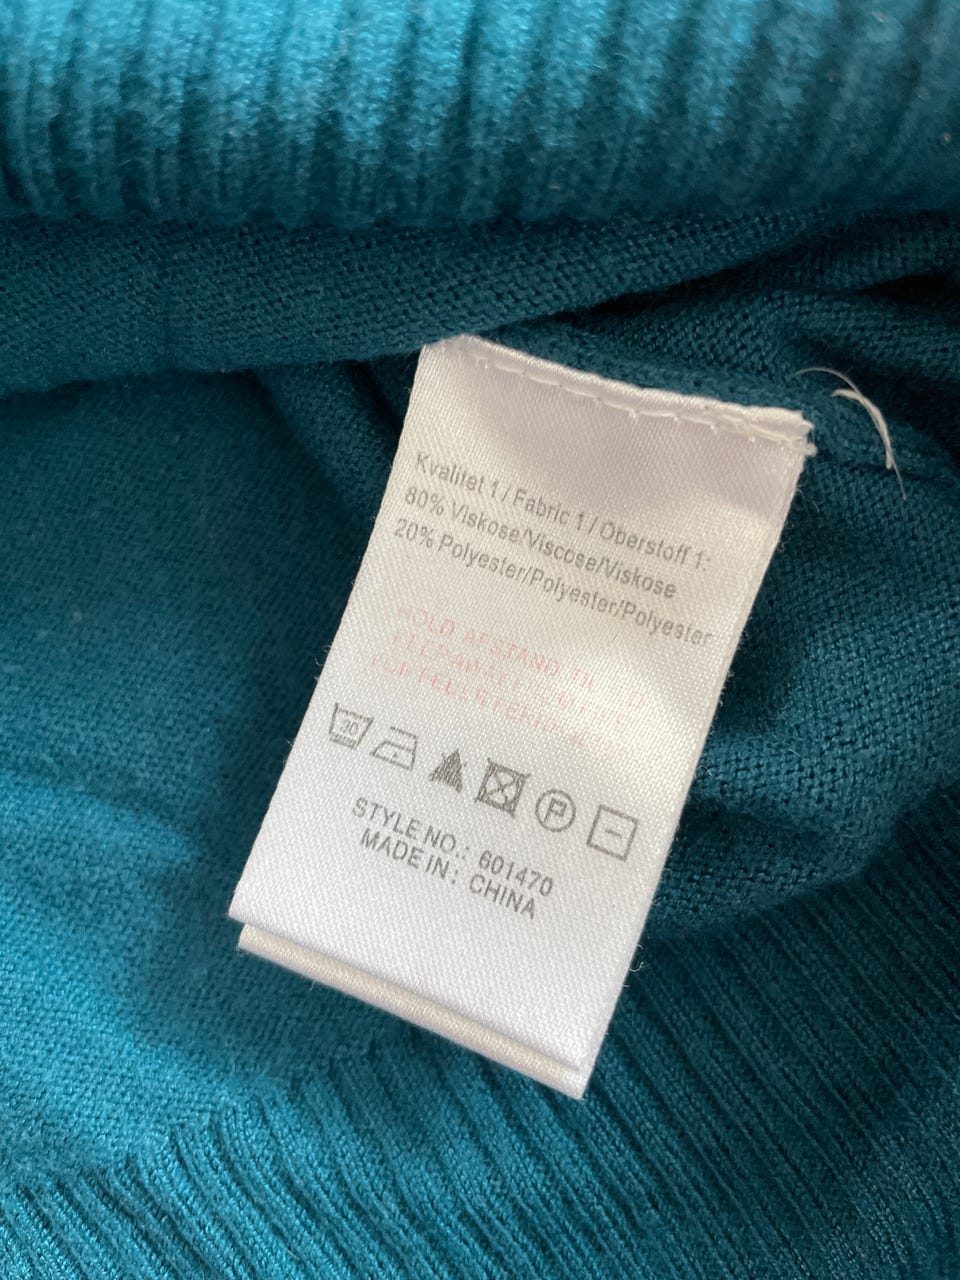 Kvalitet 1 / Fabric 1 / Oberstoff 1:
80% Viskose/Viscose/Viskose
20% Polyester/Polyester/Polyester
HOLD AFSTAND TIL
30
P
STYLE NO.: 601470
MADE IN: CHINA